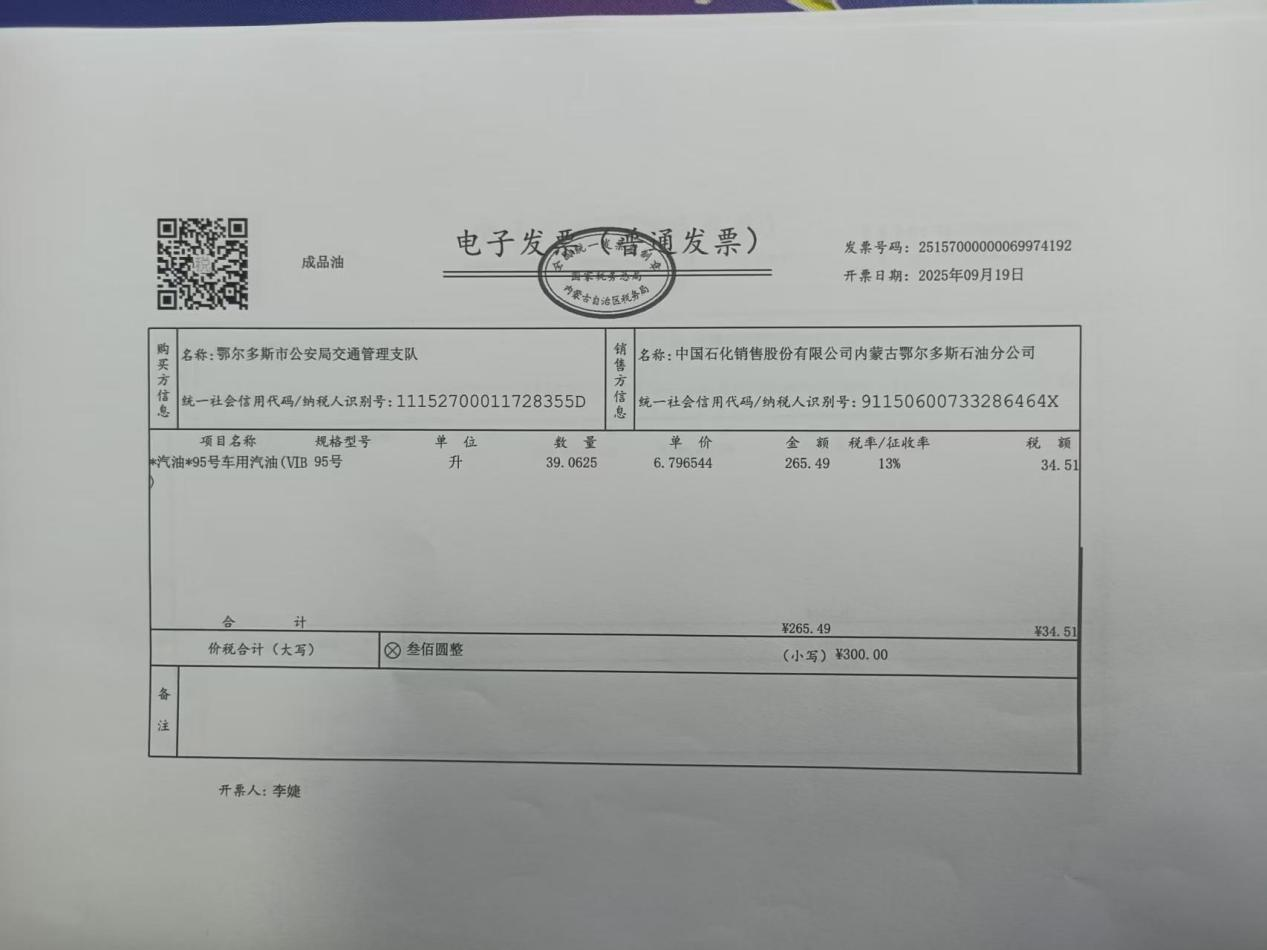 电子发票（普通发票）
全国统一发票监制章
国家税务总局
内蒙古自治区税务局
税
成品油
发票号码：25157000000069974192
开票日期：2025年09月19日
购买方信息
名称：鄂尔多斯市公安局交通管理支队
统一社会信用代码/纳税人识别号：11152700011728355D
销售方信息
名称：中国石化销售股份有限公司内蒙古鄂尔多斯石油分公司
统一社会信用代码/纳税人识别号：91150600733286464X
项目名称 规格型号 单 位 数 量 单 价 金 额 税率/征收率 税 额
*汽油*95号车用汽油(VIB 95号 升 39.0625 6.796544 265.49 13% 34.51
)
合 计 ¥265.49 ¥34.51
价税合计（大写） ⊗ 叁佰圆整 （小写）¥300.00
备注
开票人：李婕